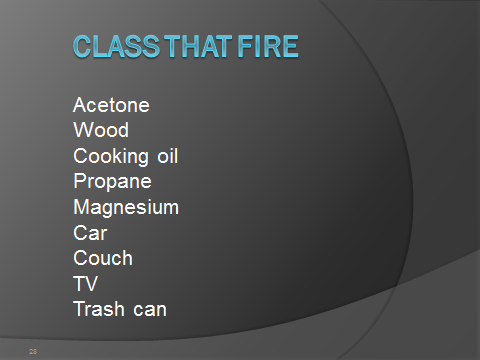 CLASS THAT FIRE
Acetone
Wood
Cooking oil
Propane
Magnesium
Car
Couch
TV
Trash can
23